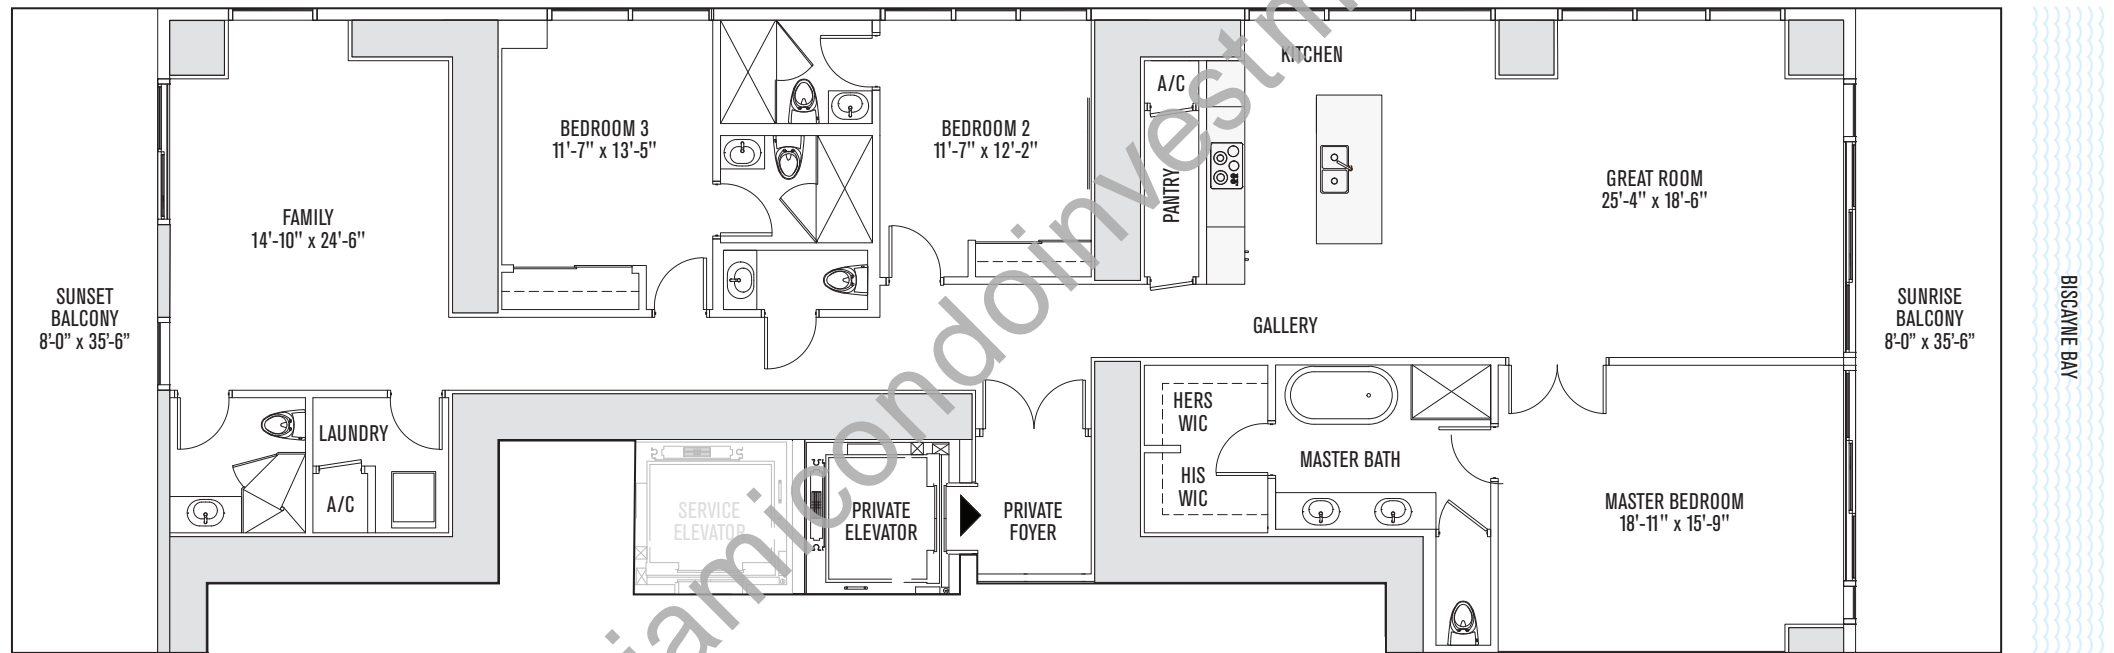 SUNSET
BALCONY
8'-0" x 35'-6"
FAMILY
14'-10" x 24'-6"
BEDROOM 3
11'-7" x 13'-5"
BEDROOM 2
11'-7" x 12'-2"
A/C
PANTRY
KITCHEN
GREAT ROOM
25'-4" x 18'-6"
GALLERY
SUNRISE
BALCONY
8'-0" x 35'-6"
BISCAYNE BAY
LAUNDRY
A/C
SERVICE
ELEVATOR
PRIVATE
ELEVATOR
PRIVATE
FOYER
HERS
WIC
HIS
WIC
MASTER BATH
MASTER BEDROOM
18'-11" x 15'-9"
iamicondoinvestm